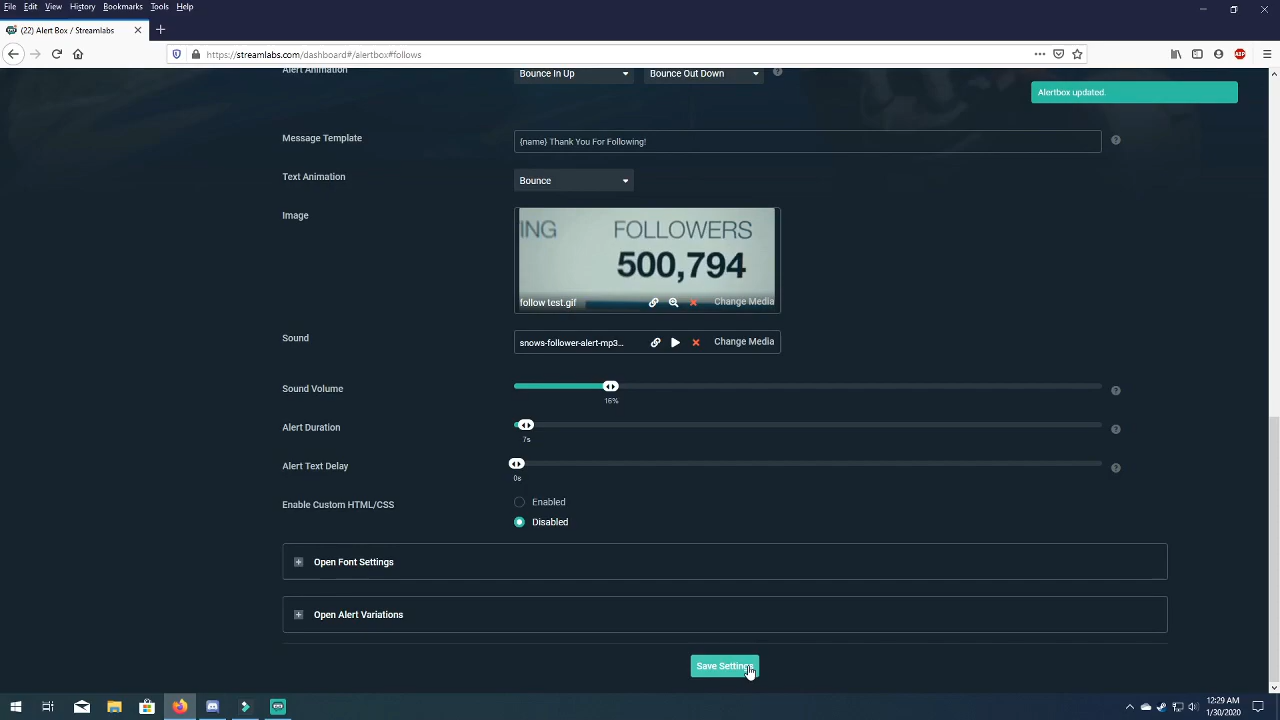 File Edit View History Bookmarks Tools Help
(22) Alert Box / Streamlabs
https://streamlabs.com/dashboard#/alertbox#follows
Alert Animation
Bounce In Up
Bounce Out Down
Alertbox updated.
Message Template
{name} Thank You For Following!
Text Animation
Bounce
Image
ING FOLLOWERS
500,794
follow test.gif
Change Media
Sound
snows-follower-alert-mp3...
Change Media
Sound Volume
16%
Alert Duration
7s
Alert Text Delay
0s
Enable Custom HTML/CSS
Enabled
Disabled
Open Font Settings
Open Alert Variations
Save Settings
12:29 AM
1/30/2020